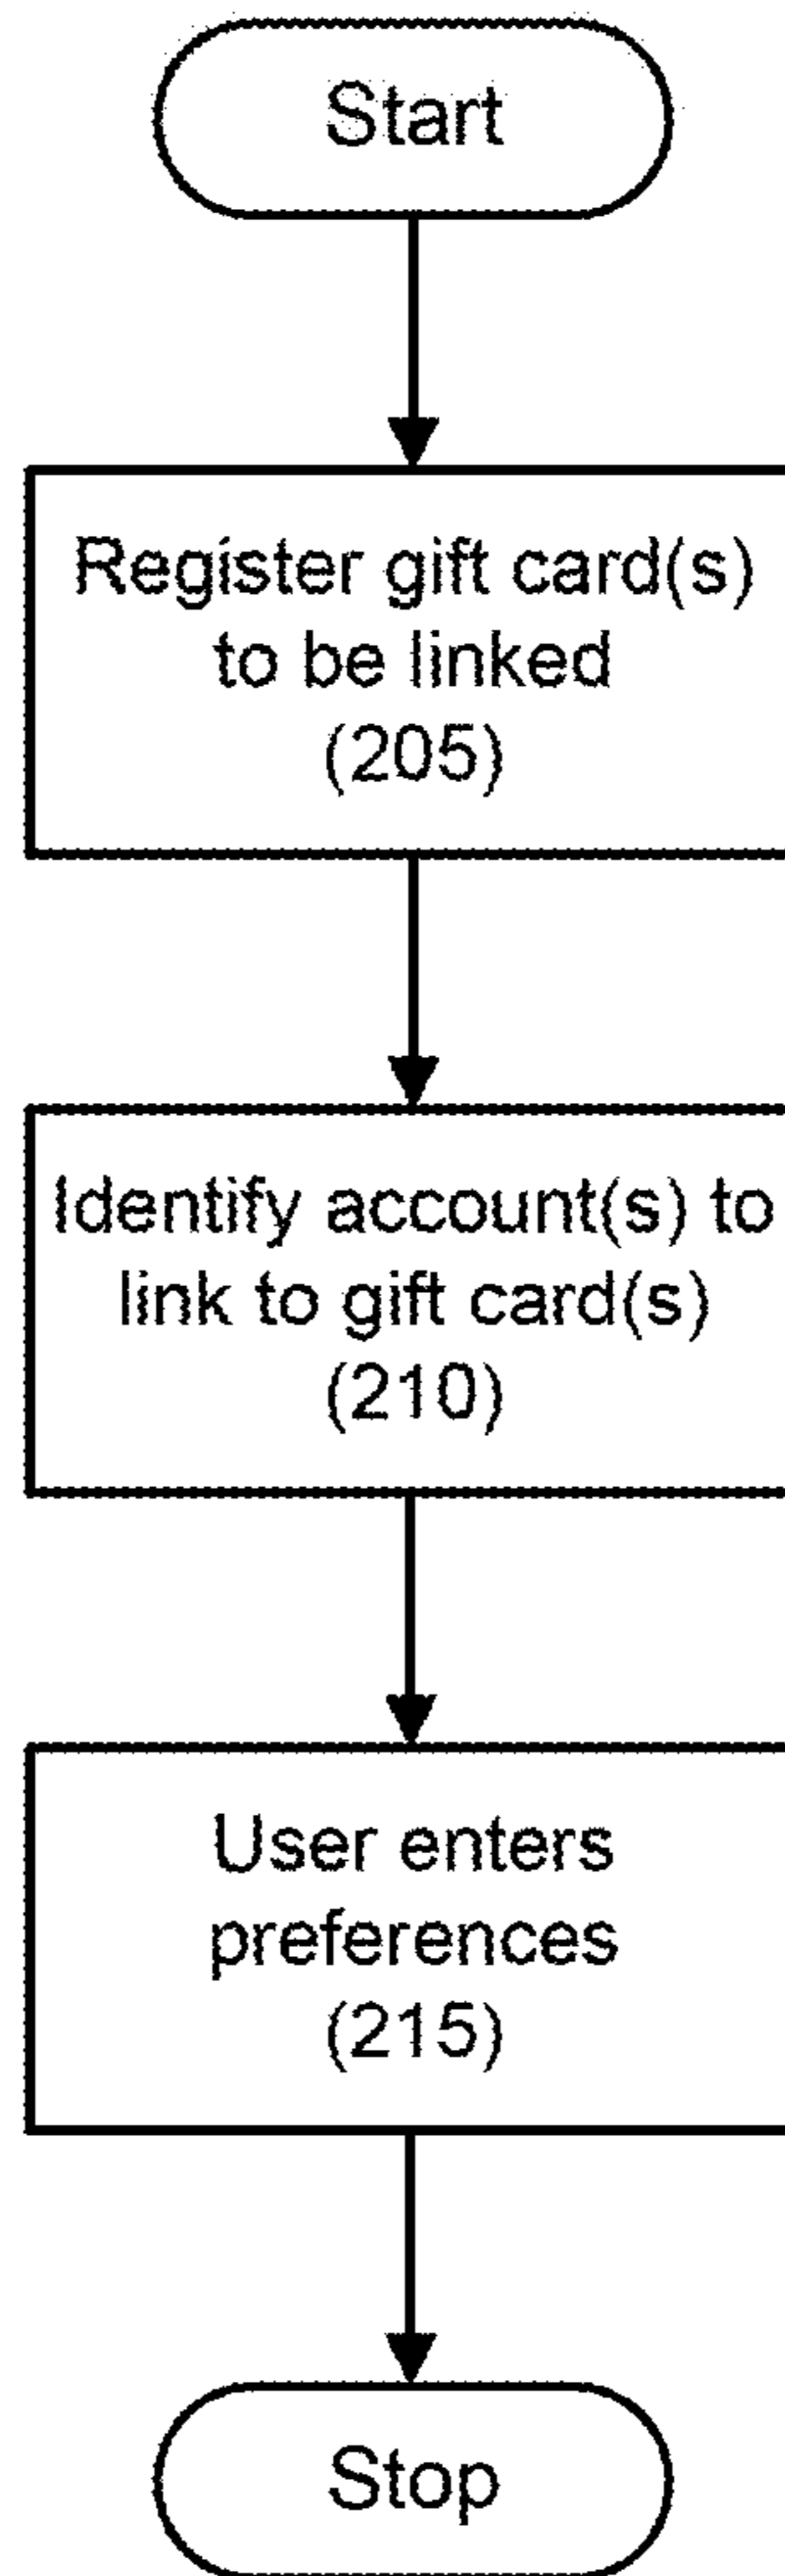 Start
Register gift card(s)
to be linked
(205)
Identify account(s) to
link to gift card(s)
(210)
User enters
preferences
(215)
Stop